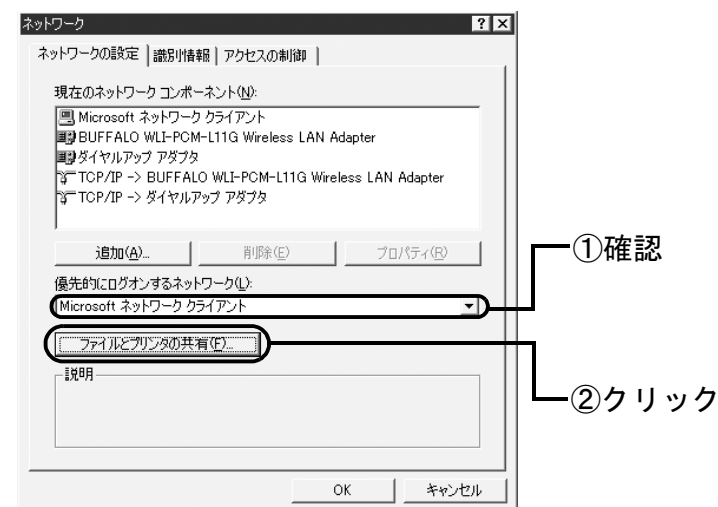 ネットワーク
ネットワークの設定 識別情報 アクセスの制御
現在のネットワーク コンポーネント(N):
Microsoft ネットワーク クライアント
BUFFALO WLI-PCM-L11G Wireless LAN Adapter
ダイヤルアップ アダプタ
TCP/IP -> BUFFALO WLI-PCM-L11G Wireless LAN Adapter
TCP/IP -> ダイヤルアップ アダプタ
追加(A)... 削除(E) プロパティ(R)
①確認
優先的にログオンするネットワーク(L):
Microsoft ネットワーク クライアント
ファイルとプリンタの共有(F)...
説明
②クリック
OK キャンセル